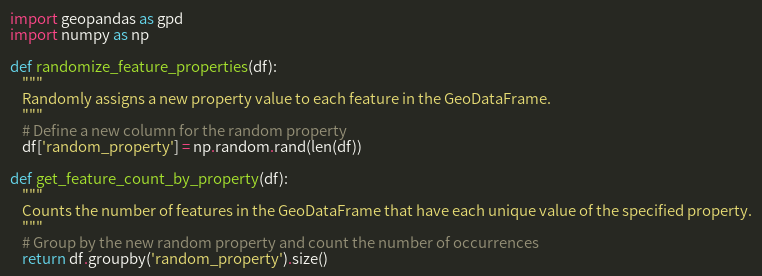 import geopandas as gpd
import numpy as np
def randomize_feature_properties(df):
"""
Randomly assigns a new property value to each feature in the GeoDataFrame.
"""
# Define a new column for the random property
df['random_property'] = np.random.rand(len(df))
def get_feature_count_by_property(df):
"""
Counts the number of features in the GeoDataFrame that have each unique value of the specified property.
"""
# Group by the new random property and count the number of occurrences
return df.groupby('random_property').size()